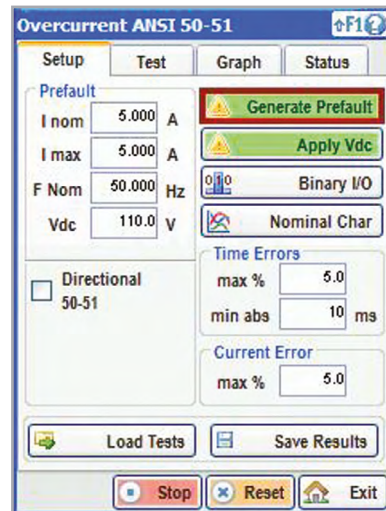 Overcurrent ANSI 50-51 F1
Setup Test Graph Status
Prefault
I nom 5.000 A
I max 5.000 A
F Nom 50.000 Hz
Vdc 110.0 V
Directional
50-51
Generate Prefault
Apply Vdc
Binary I/O
Nominal Char
Time Errors
max % 5.0
min abs 10 ms
Current Error
max % 5.0
Load Tests Save Results
Stop Reset Exit